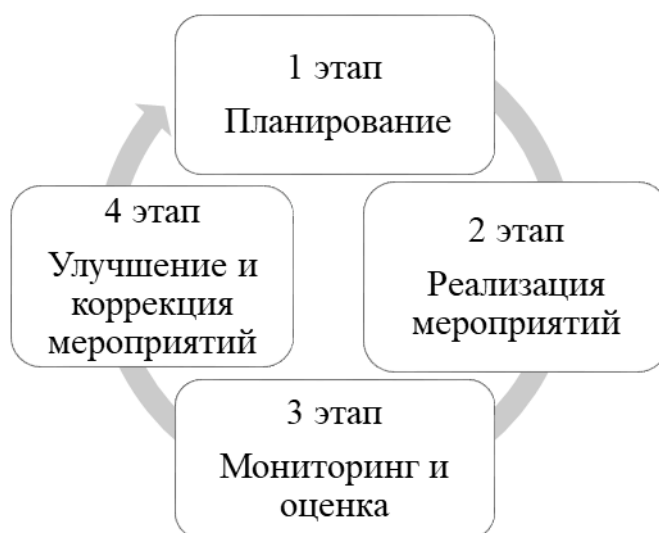 1 этап
Планирование
2 этап
Реализация
мероприятий
3 этап
Мониторинг и
оценка
4 этап
Улучшение и
коррекция
мероприятий